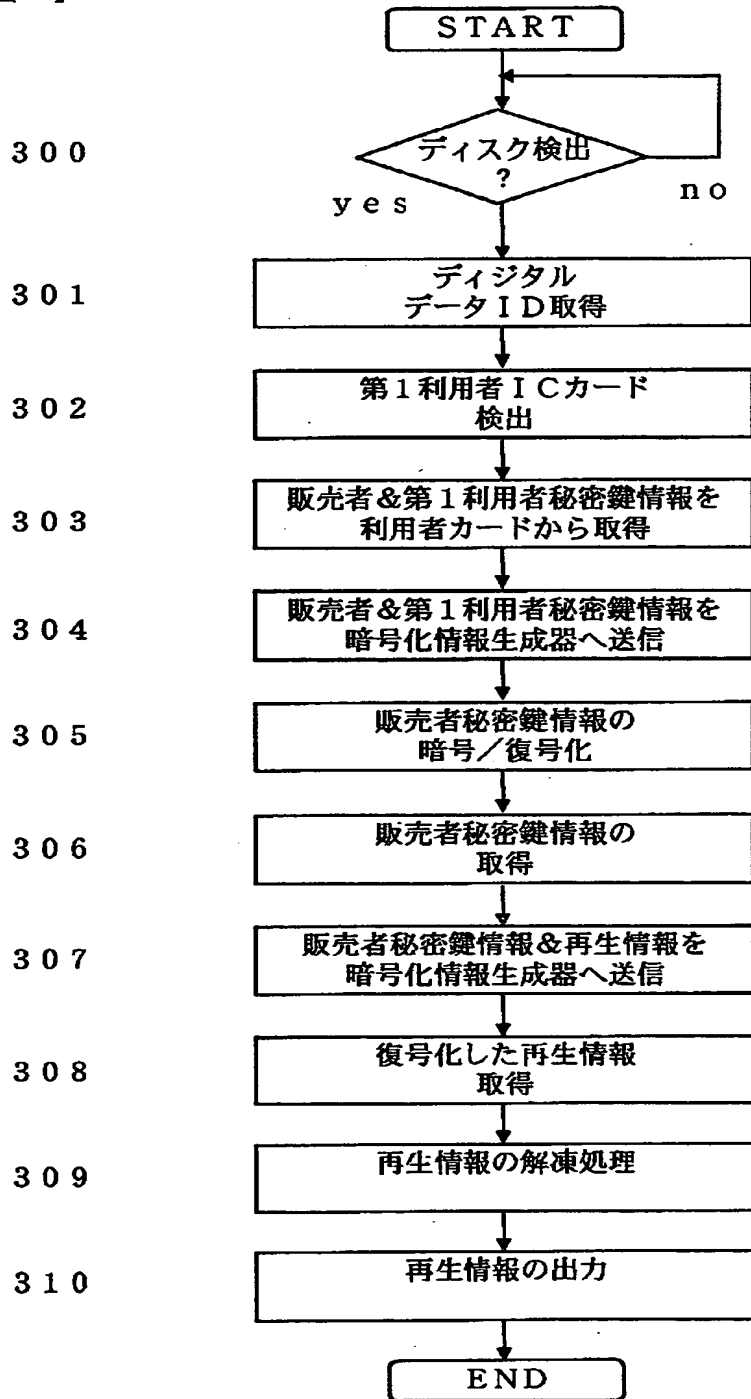 START
300
ディスク検出
?
yes
no
301
ディジタル
データID取得
302
第1利用者ICカード
検出
303
販売者&第1利用者秘密鍵情報を
利用者カードから取得
304
販売者&第1利用者秘密鍵情報を
暗号化情報生成器へ送信
305
販売者秘密鍵情報の
暗号/復号化
306
販売者秘密鍵情報の
取得
307
販売者秘密鍵情報&再生情報を
暗号化情報生成器へ送信
308
復号化した再生情報
取得
309
再生情報の解凍処理
310
再生情報の出力
END